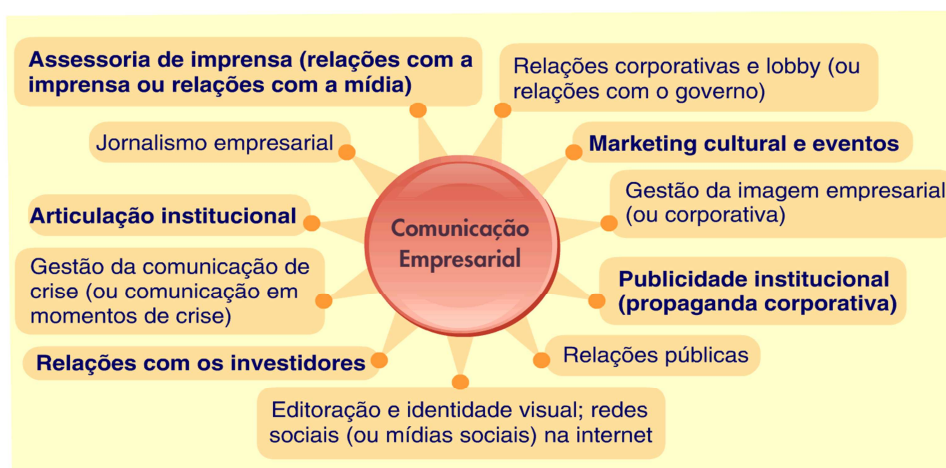 Assessoria de imprensa (relações com a
imprensa ou relações com a mídia)
Relações corporativas e lobby (ou
relações com o governo)
Jornalismo empresarial
Marketing cultural e eventos
Articulação institucional
Gestão da imagem empresarial
(ou corporativa)
Comunicação
Empresarial
Gestão da comunicação de
crise (ou comunicação em
momentos de crise)
Publicidade institucional
(propaganda corporativa)
Relações com os investidores
Relações públicas
Editoração e identidade visual; redes
sociais (ou mídias sociais) na internet